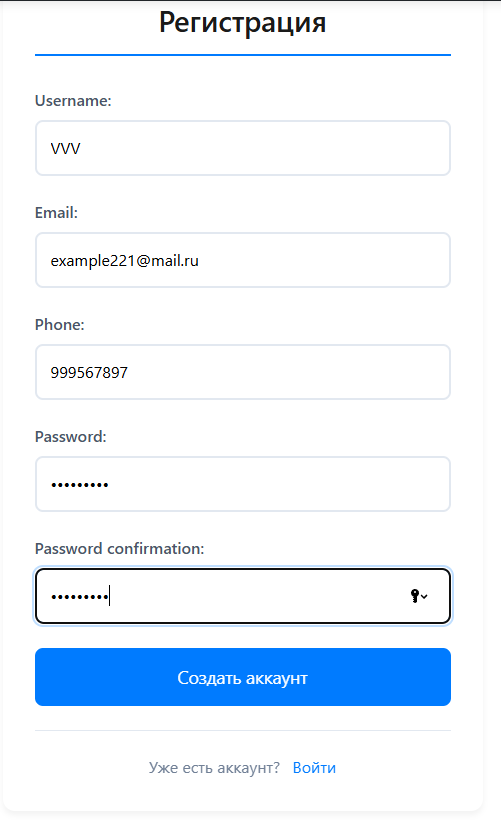 Регистрация
Username:
VVV
Email:
example221@mail.ru
Phone:
999567897
Password:
•••••••••
Password confirmation:
•••••••••
Создать аккаунт
Уже есть аккаунт? Войти